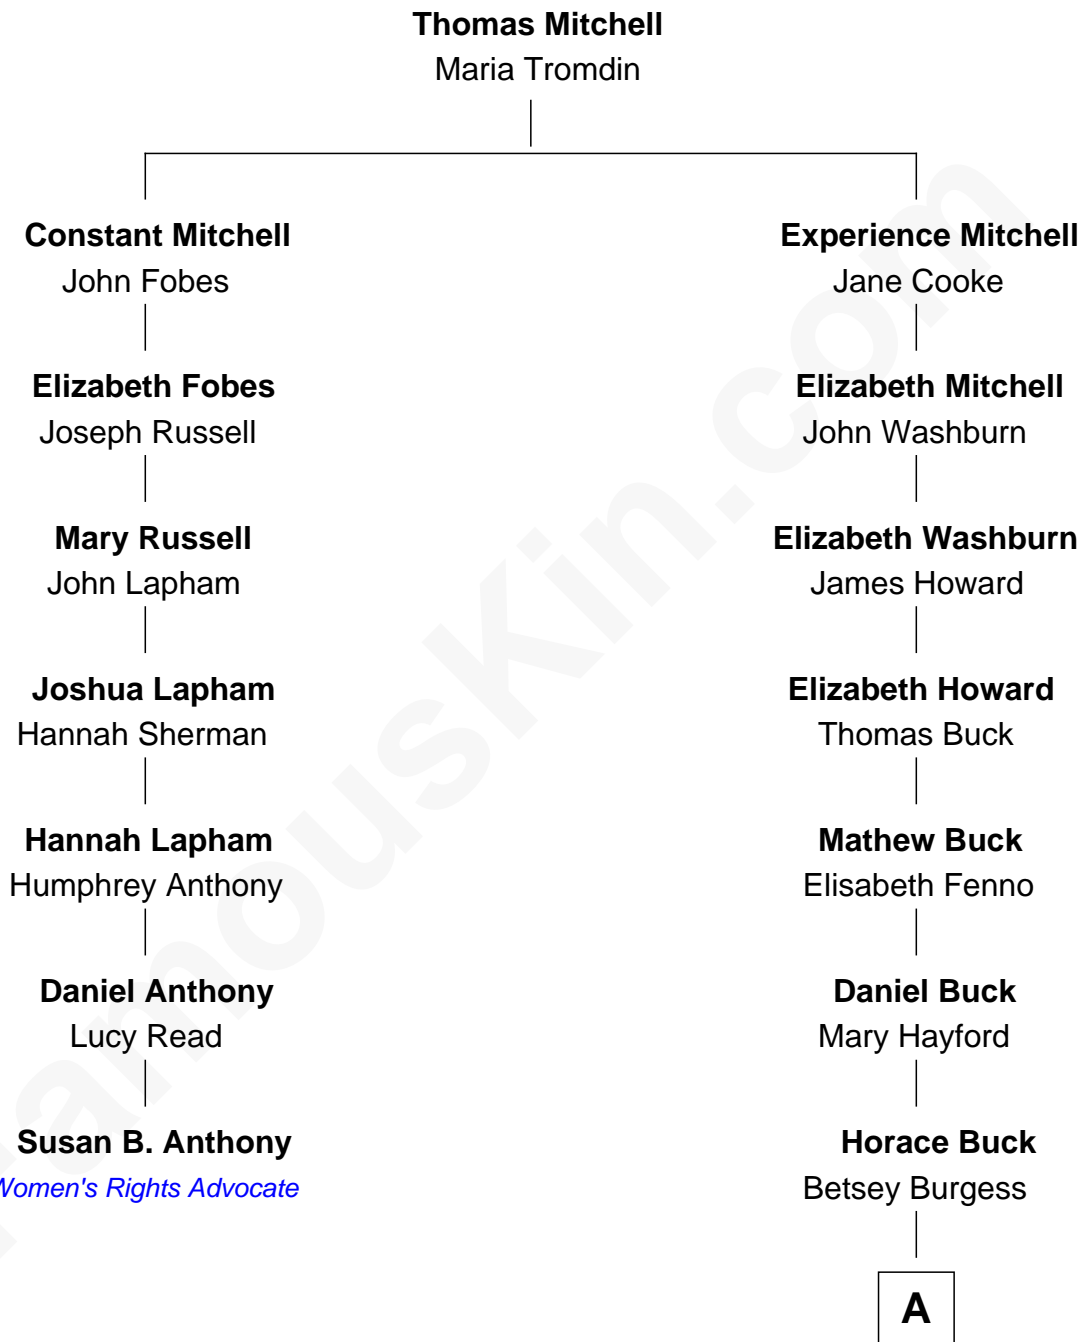 Thomas Mitchell
Maria Tromdin
Constant Mitchell
John Fobes
Experience Mitchell
Jane Cooke
Elizabeth Fobes
Joseph Russell
Elizabeth Mitchell
John Washburn
Mary Russell
John Lapham
Elizabeth Washburn
James Howard
Joshua Lapham
Hannah Sherman
Elizabeth Howard
Thomas Buck
Hannah Lapham
Humphrey Anthony
Mathew Buck
Elisabeth Fenno
Daniel Anthony
Lucy Read
Daniel Buck
Mary Hayford
Susan B. Anthony
Women's Rights Advocate
Horace Buck
Betsey Burgess
A
FamousKin.com